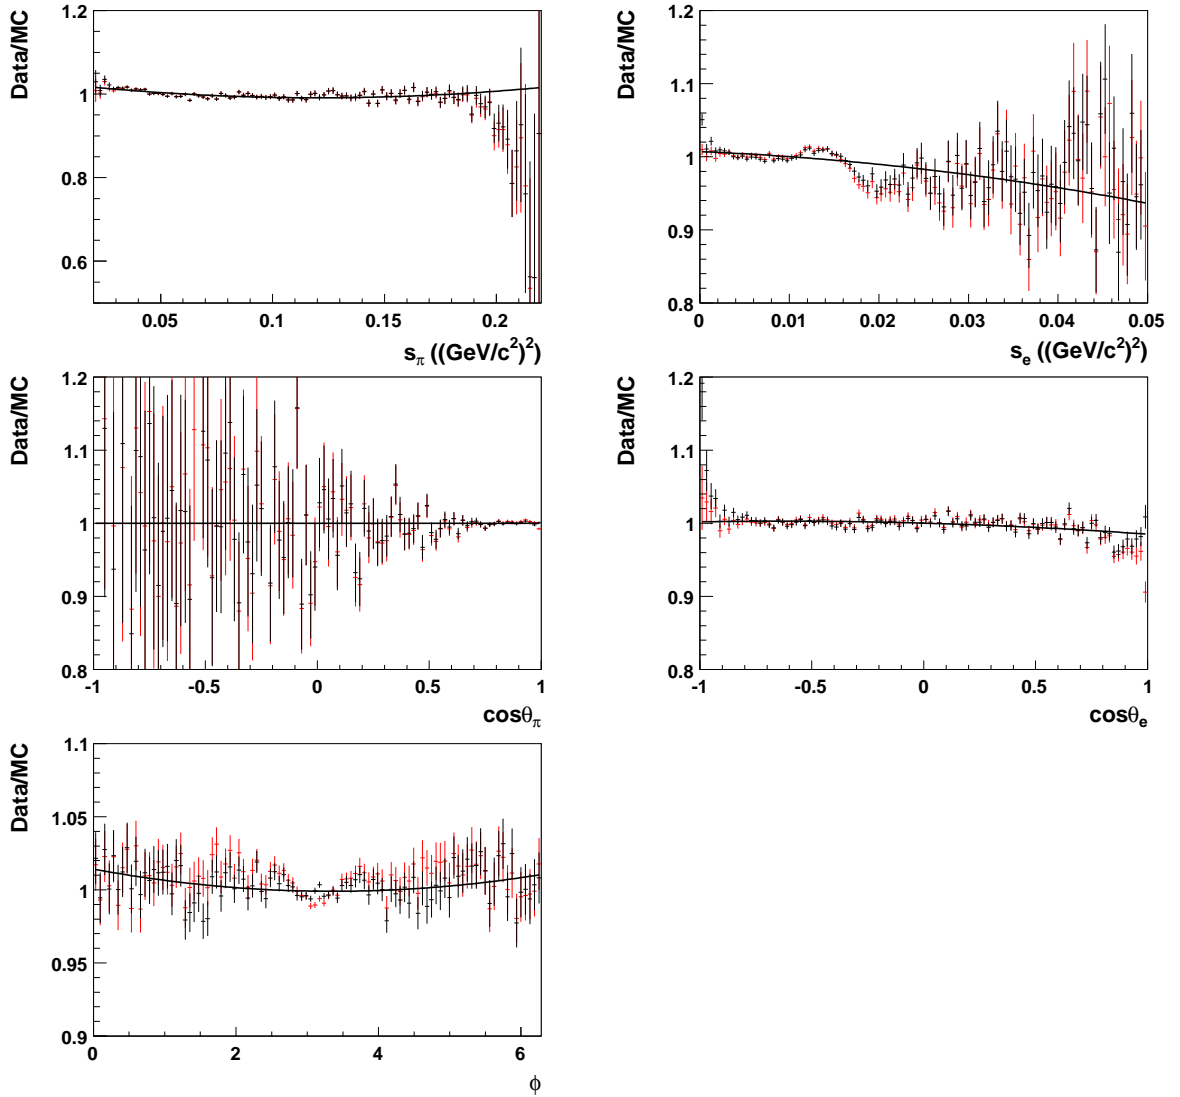 Data/MC
1.2
1
0.8
0.6
0.05 0.1 0.15 0.2
s_π ((GeV/c²)²)
Data/MC
1.2
1.1
1
0.9
0.8
0 0.01 0.02 0.03 0.04 0.05
s_e ((GeV/c²)²)
Data/MC
1.2
1.1
1
0.9
0.8
-1 -0.5 0 0.5 1
cosθ_π
Data/MC
1.2
1.1
1
0.9
0.8
-1 -0.5 0 0.5 1
cosθ_e
Data/MC
1.1
1.05
1
0.95
0.9
0 2 4 6
ϕ